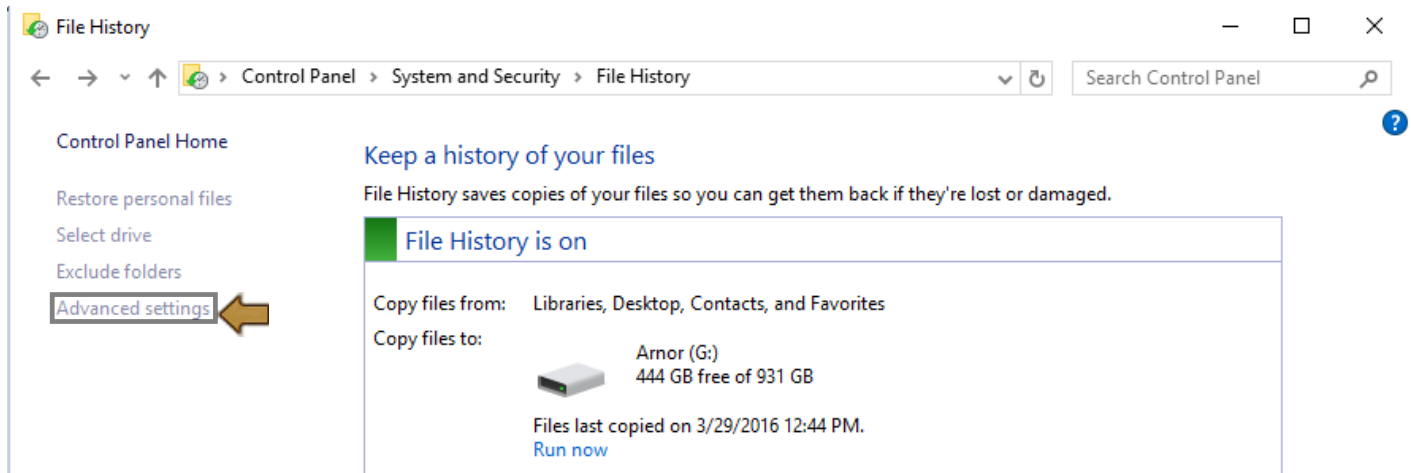 File History
Control Panel > System and Security > File History
Search Control Panel
?
Control Panel Home
Restore personal files
Select drive
Exclude folders
Advanced settings
Keep a history of your files
File History saves copies of your files so you can get them back if they're lost or damaged.
File History is on
Copy files from: Libraries, Desktop, Contacts, and Favorites
Copy files to:
Arnor (G:)
444 GB free of 931 GB
Files last copied on 3/29/2016 12:44 PM.
Run now